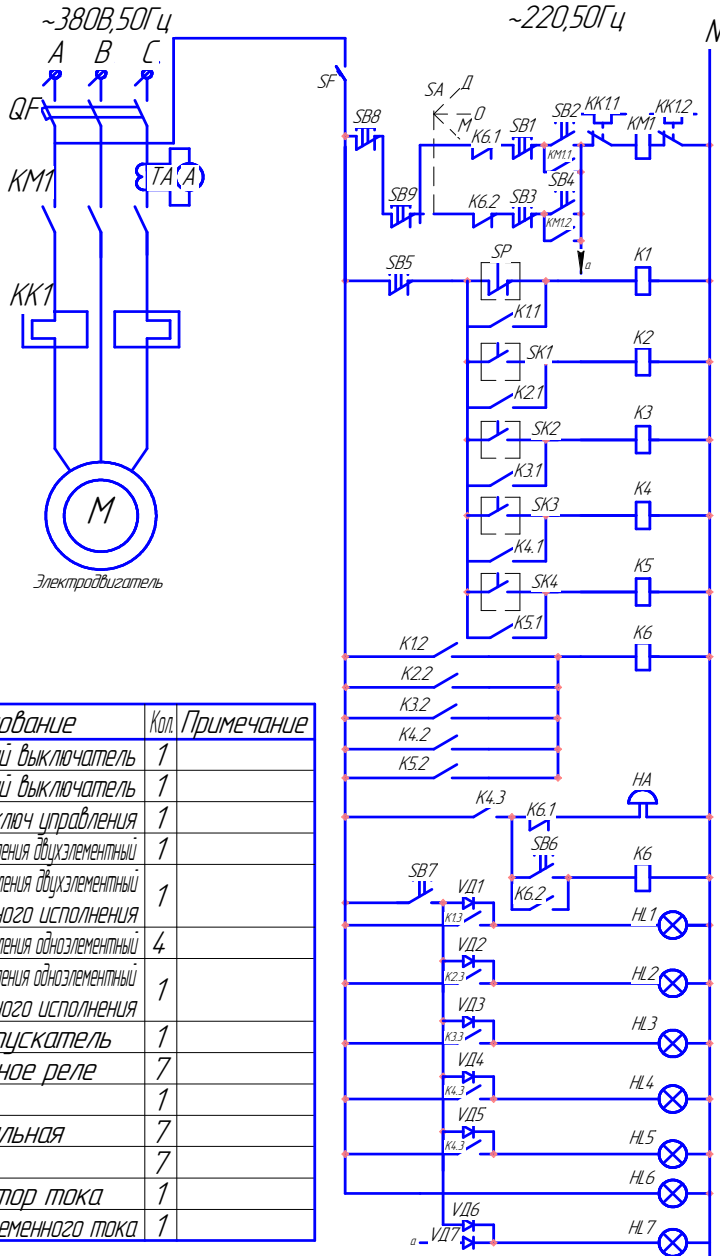 ~380В,50Гц
~220,50Гц
N
A B C
QF
KM1
TA A
KK1
M
Электродвигатель
SF
SB8
SB9
SA
Д
О
М
K6.1
SB1
SB2
KM1.1
KK1.1
KM1
KK1.2
K6.2
SB3
SB4
KM1.2
а
SB5
SP
K1
K1.1
SK1
K2
K2.1
SK2
K3
K3.1
SK3
K4
K4.1
SK4
K5
K5.1
K1.2
K6
K2.2
K3.2
K4.2
K5.2
K4.3
K6.1
HA
SB6
K6
K6.2
SB7
VД1
K1.3
HL1
VД2
K2.3
HL2
VД3
K3.3
HL3
VД4
K4.3
HL4
VД5
K4.3
HL5
HL6
VД6
а
VД7
HL7
ование Кол. Примечание
ий выключатель 1
ий выключатель 1
ключ управления 1
ления двухэлементный 1
ления двухэлементный
ного исполнения 1
ления одноэлементный 4
ления одноэлементный
ного исполнения 1
пускатель 1
ное реле 7
1
льная 7
7
тор тока 1
еменного тока 1